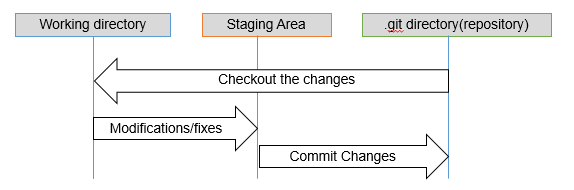 Working directory
Staging Area
.git directory(repository)
Checkout the changes
Modifications/fixes
Commit Changes